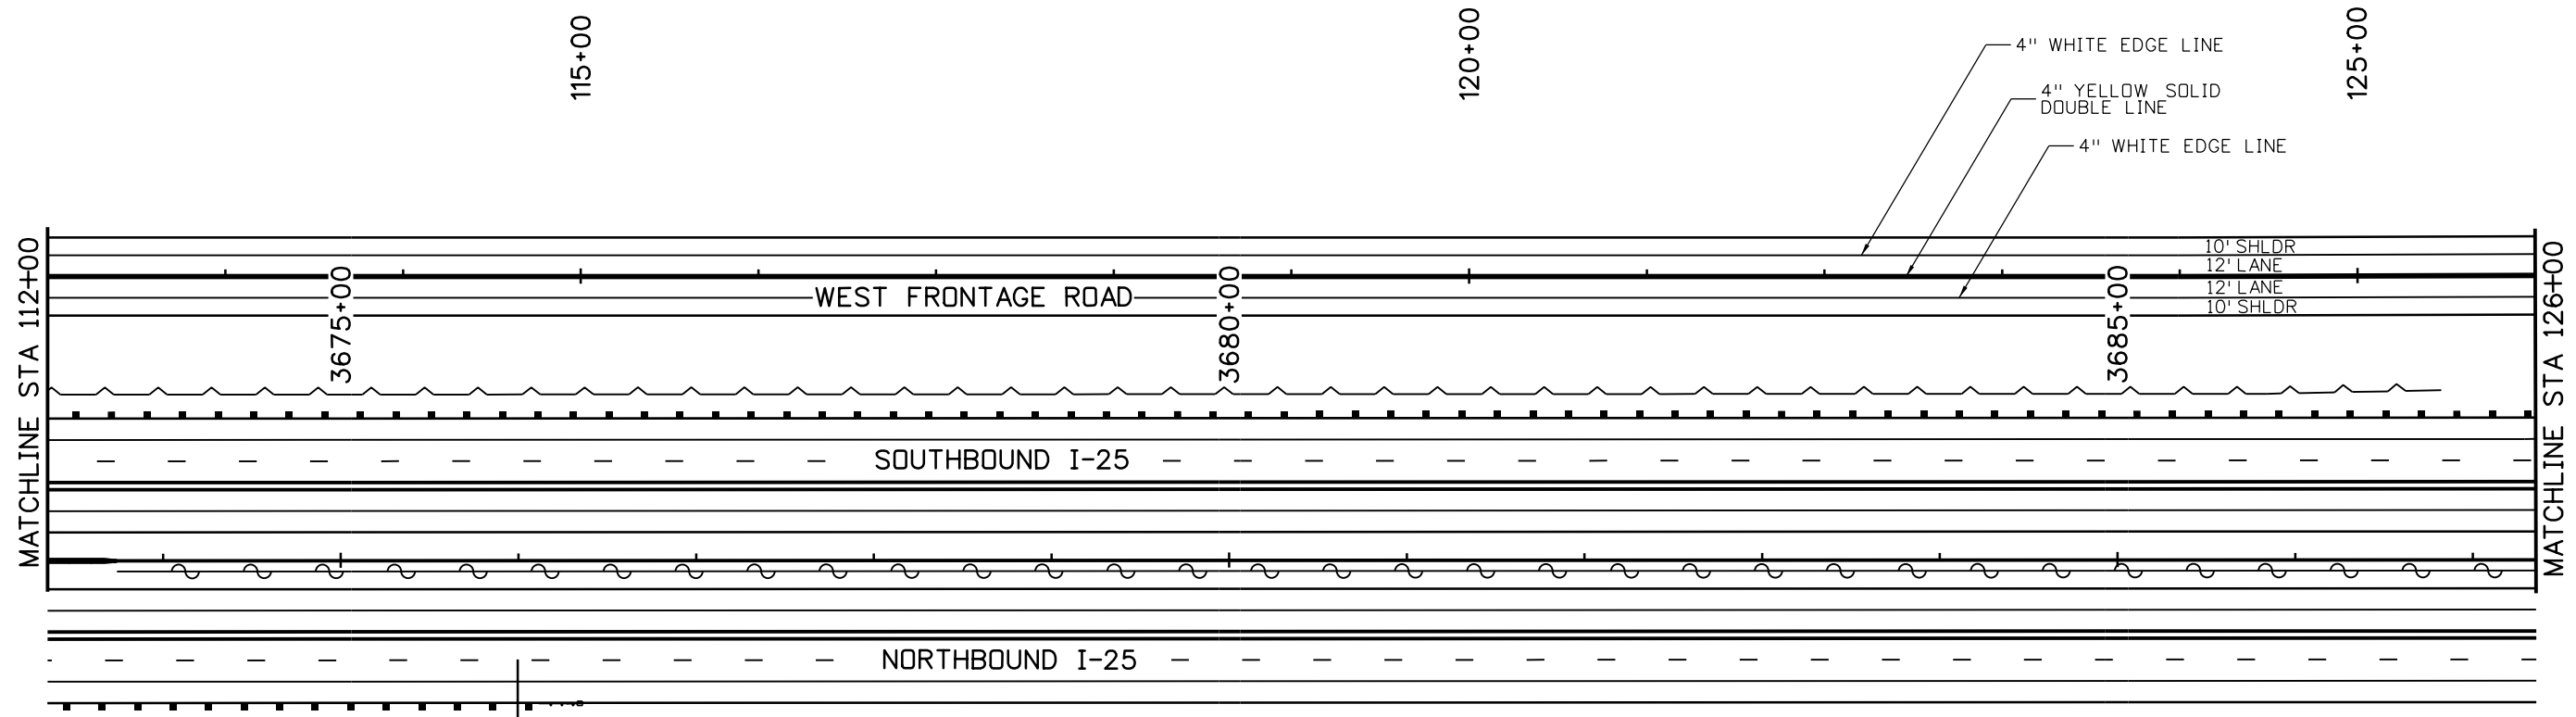 115+00
120+00
125+00
4" WHITE EDGE LINE
4" YELLOW SOLID
DOUBLE LINE
4" WHITE EDGE LINE
MATCHLINE STA 112+00
10' SHLDR
12' LANE
12' LANE
10' SHLDR
WEST FRONTAGE ROAD
3675+00
3680+00
3685+00
MATCHLINE STA 126+00
SOUTHBOUND I-25
NORTHBOUND I-25